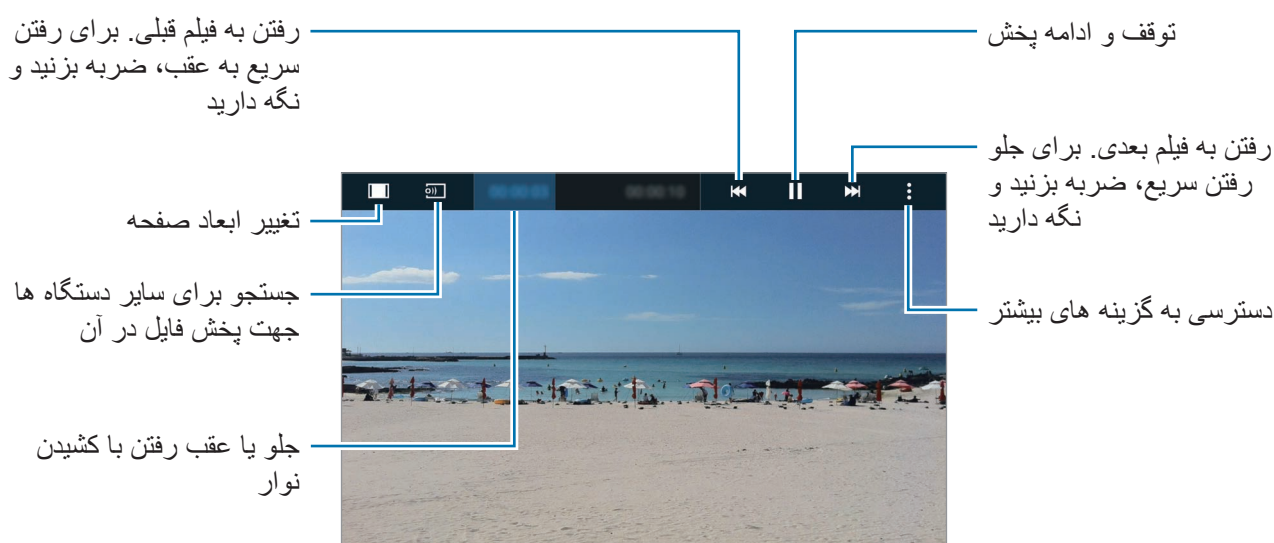 رفتن به فیلم قبلی. برای رفتن
سریع به عقب، ضربه بزنید و
نگه دارید
توقف و ادامه پخش
رفتن به فیلم بعدی. برای جلو
رفتن سریع، ضربه بزنید و
نگه دارید
تغییر ابعاد صفحه
جستجو برای سایر دستگاه ها
جهت پخش فایل در آن
دسترسی به گزینه های بیشتر
جلو یا عقب رفتن با کشیدن
نوار